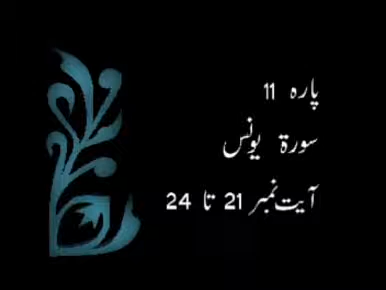 پارہ 11
سورۃ یونس
آیت نمبر 21 تا 24